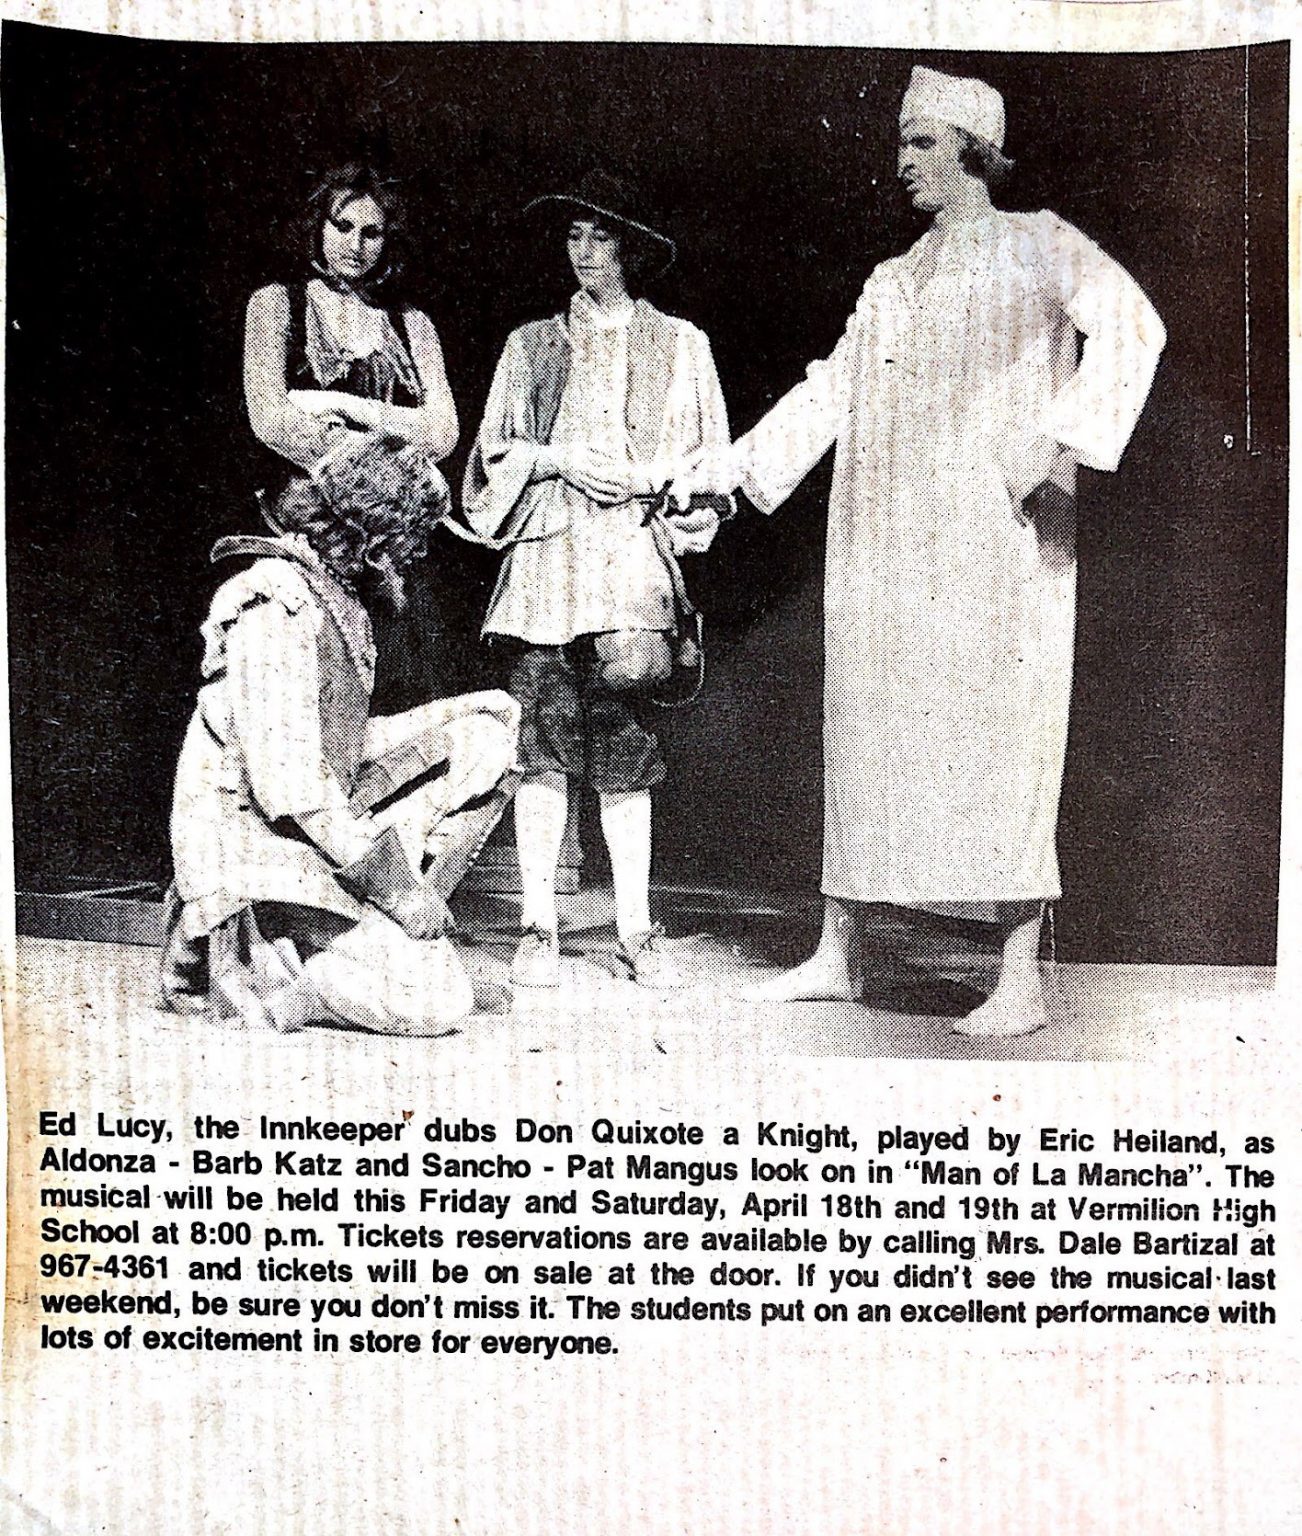 Ed Lucy, the Innkeeper dubs Don Quixote a Knight, played by Eric Heiland, as
Aldonza - Barb Katz and Sancho - Pat Mangus look on in “Man of La Mancha”. The
musical will be held this Friday and Saturday, April 18th and 19th at Vermilion High
School at 8:00 p.m. Tickets reservations are available by calling Mrs. Dale Bartizal at
967-4361 and tickets will be on sale at the door. If you didn’t see the musical last
weekend, be sure you don’t miss it. The students put on an excellent performance with
lots of excitement in store for everyone.